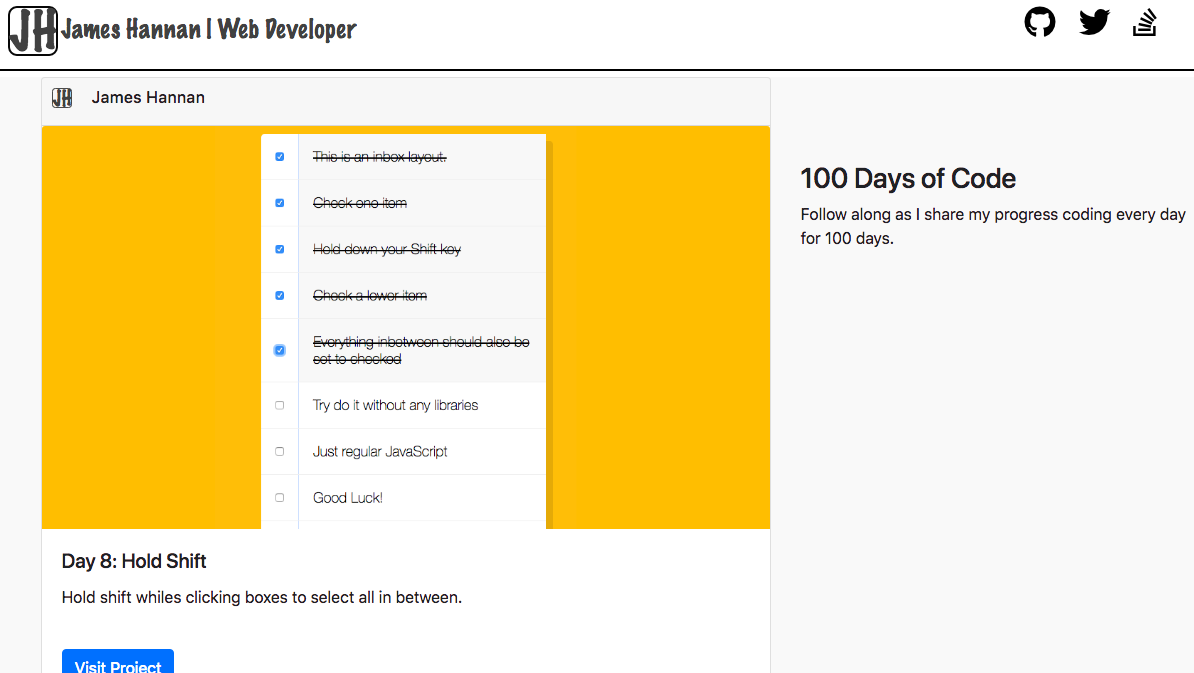 JH James Hannan | Web Developer
JH James Hannan
This is an inbox layout.
Check one item
Hold down your Shift key
Check a lower item
Everything inbetween should also be
set to checked
Try do it without any libraries
Just regular JavaScript
Good Luck!
Day 8: Hold Shift
Hold shift whiles clicking boxes to select all in between.
Visit Project
100 Days of Code
Follow along as I share my progress coding every day
for 100 days.